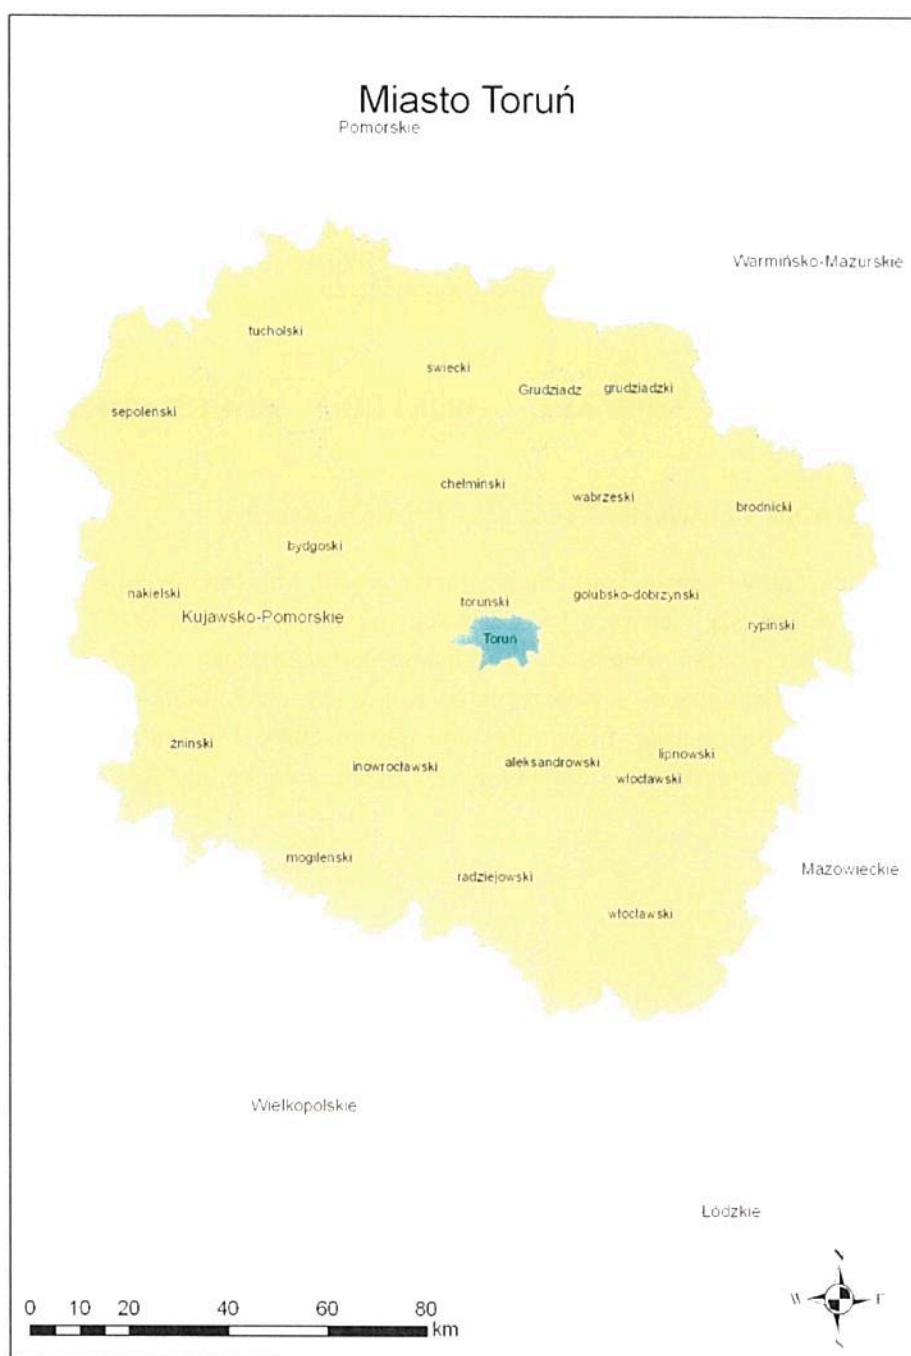 Miasto Toruń
Pomorskie
Warmińsko-Mazurskie
tucholski
swiecki
Grudziadz
grudziadzki
sepolenski
chełminski
wabrzeski
brodnicki
bydgoski
nakielski
torunski
golubsko-dobrzynski
Kujawsko-Pomorskie
rypinski
Torun
żninski
inowrocławski
aleksandrowski
lipnowski
włocławski
mogilenski
radziejowski
Mazowieckie
włocławski
Wielkopolskie
Łódzkie
N
W E
S
0 10 20 40 60 80
km